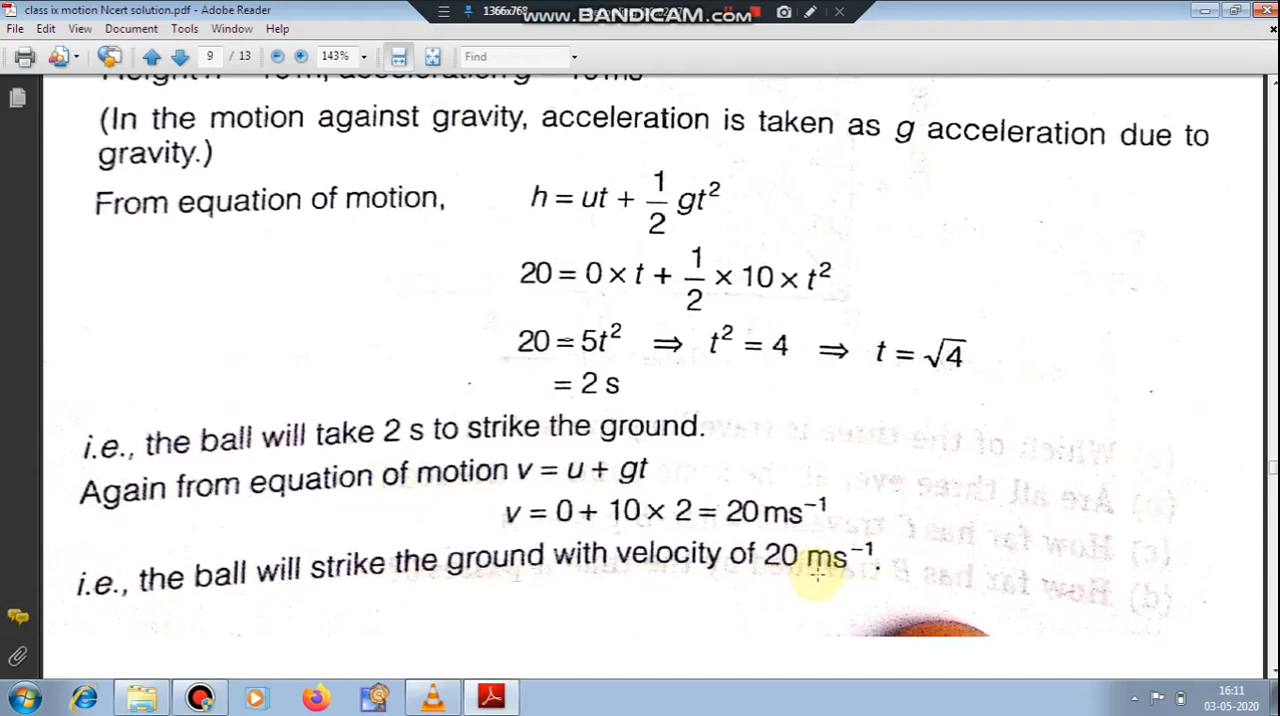 class ix motion Ncert solution.pdf - Adobe Reader
1366x768
www.BANDICAM.com
File Edit View Document Tools Window Help
9 / 13 143% Find
(In the motion against gravity, acceleration is taken as g acceleration due to
gravity.)
From equation of motion, h = ut + 1/2 gt²
20 = 0 × t + 1/2 × 10 × t²
20 = 5t² ⇒ t² = 4 ⇒ t = √4
= 2 s
i.e., the ball will take 2 s to strike the ground.
Again from equation of motion v = u + gt
v = 0 + 10 × 2 = 20 ms⁻¹
i.e., the ball will strike the ground with velocity of 20 ms⁻¹.
16:11
03-05-2020